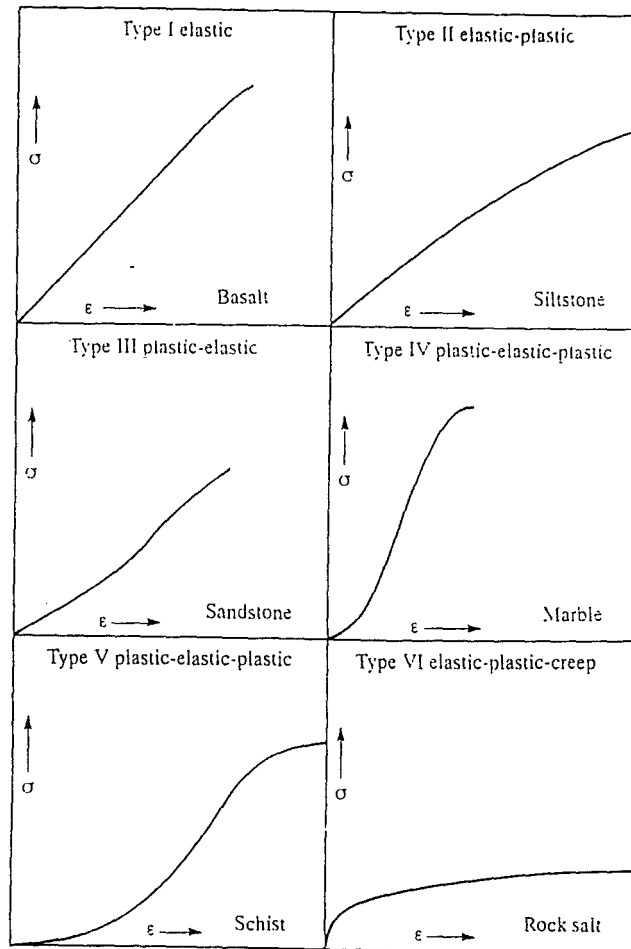 Type I elastic
σ
ε
Basalt
Type II elastic-plastic
σ
ε
Siltstone
Type III plastic-elastic
σ
ε
Sandstone
Type IV plastic-elastic-plastic
σ
ε
Marble
Type V plastic-elastic-plastic
σ
ε
Schist
Type VI elastic-plastic-creep
σ
ε
Rock salt